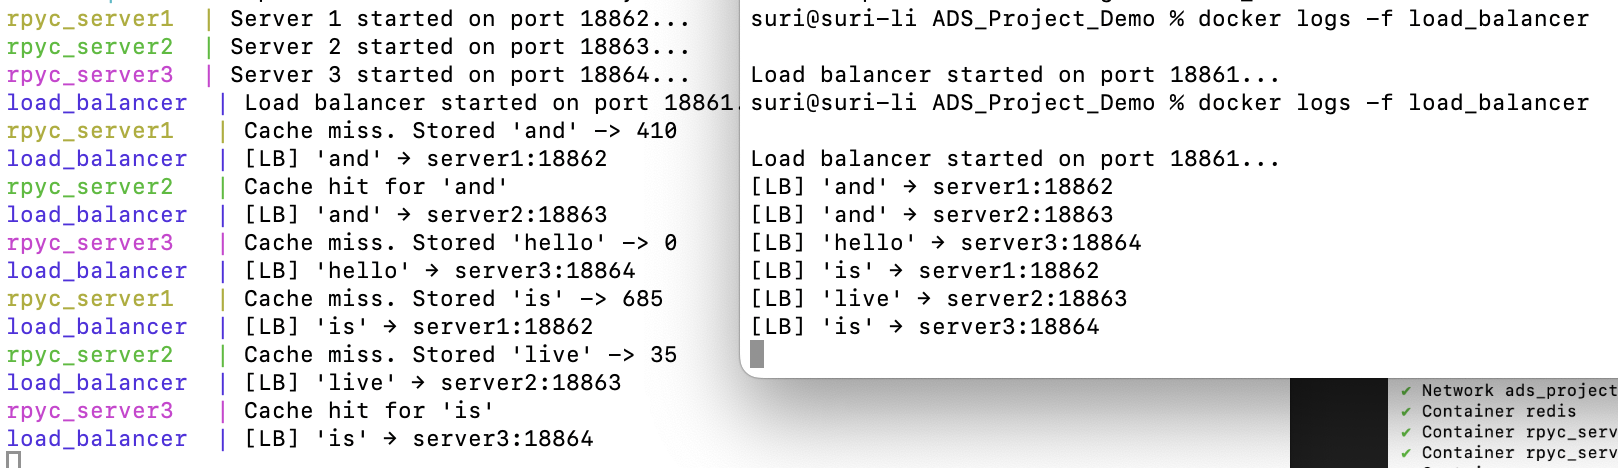 rpyc_server1 | Server 1 started on port 18862...
rpyc_server2 | Server 2 started on port 18863...
rpyc_server3 | Server 3 started on port 18864...
load_balancer | Load balancer started on port 18861.
rpyc_server1 | Cache miss. Stored 'and' -> 410
load_balancer | [LB] 'and' → server1:18862
rpyc_server2 | Cache hit for 'and'
load_balancer | [LB] 'and' → server2:18863
rpyc_server3 | Cache miss. Stored 'hello' -> 0
load_balancer | [LB] 'hello' → server3:18864
rpyc_server1 | Cache miss. Stored 'is' -> 685
load_balancer | [LB] 'is' → server1:18862
rpyc_server2 | Cache miss. Stored 'live' -> 35
load_balancer | [LB] 'live' → server2:18863
rpyc_server3 | Cache hit for 'is'
load_balancer | [LB] 'is' → server3:18864
suri@suri-li ADS_Project_Demo % docker logs -f load_balancer
Load balancer started on port 18861...
suri@suri-li ADS_Project_Demo % docker logs -f load_balancer
Load balancer started on port 18861...
[LB] 'and' → server1:18862
[LB] 'and' → server2:18863
[LB] 'hello' → server3:18864
[LB] 'is' → server1:18862
[LB] 'live' → server2:18863
[LB] 'is' → server3:18864
✔ Network ads_project
✔ Container redis
✔ Container rpyc_serv
✔ Container rpyc_serv